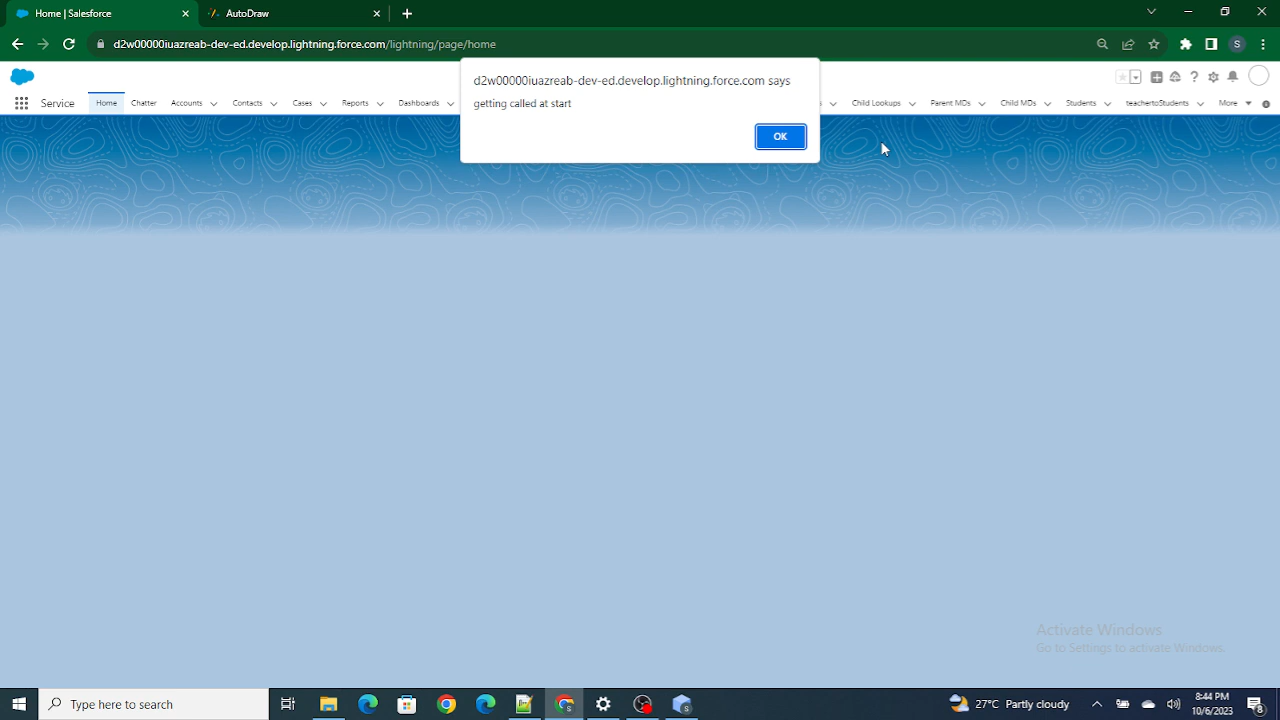 Home | Salesforce
AutoDraw
d2w00000iuazreab-dev-ed.develop.lightning.force.com/lightning/page/home
S
d2w00000iuazreab-dev-ed.develop.lightning.force.com says
getting called at start
OK
Service Home Chatter Accounts Contacts Cases Reports Dashboards Child Lookups Parent MDs Child MDs Students teachertoStudents More
Activate Windows
Go to Settings to activate Windows.
Type here to search
27°C Partly cloudy
8:44 PM
10/6/2023
8